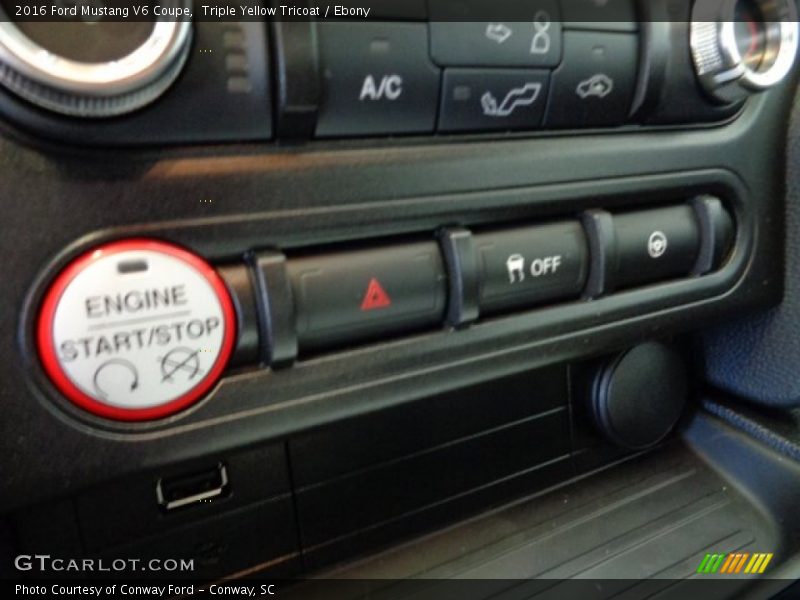 2016 Ford Mustang V6 Coupe,  Triple Yellow Tricoat / Ebony
A/C
OFF
ENGINE
START/STOP
GTCARLOT.COM
Photo Courtesy of Conway Ford - Conway, SC